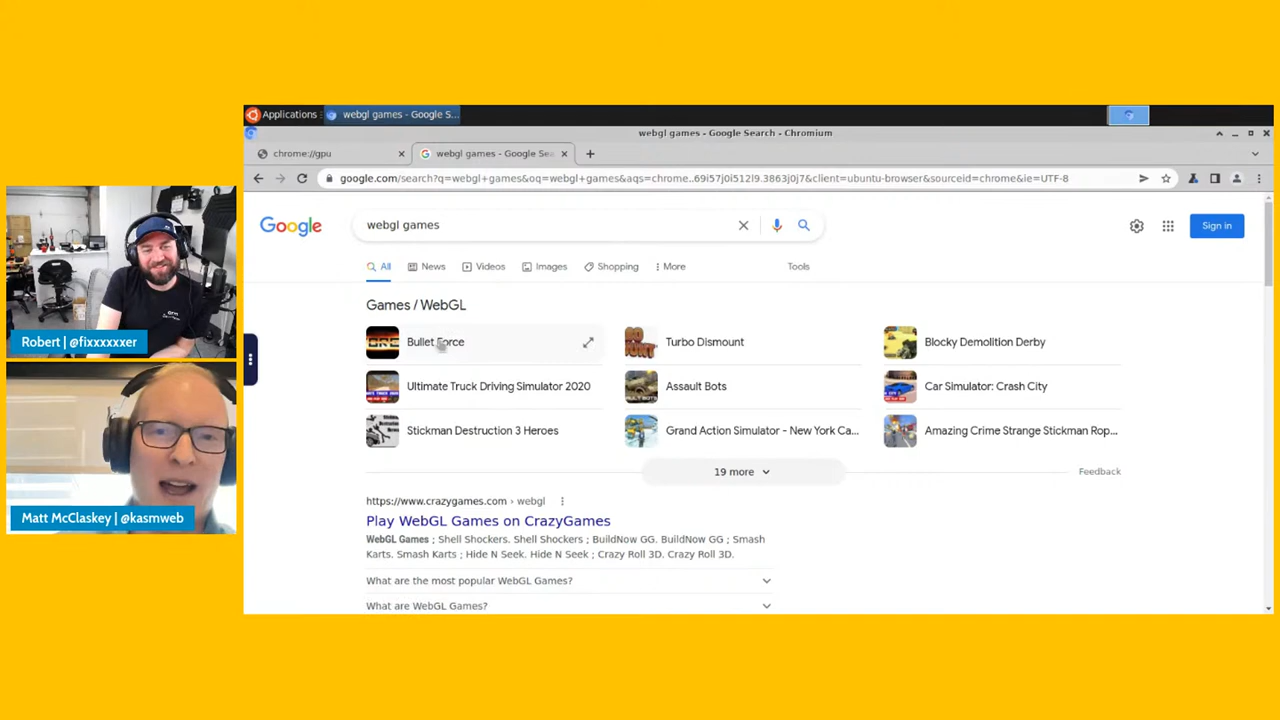 Applications
webgl games - Google S...
webgl games - Google Search - Chromium
chrome://gpu
webgl games - Google Sea
google.com/search?q=webgl+games&oq=webgl+games&aqs=chrome..69i57j0i512l9.3863j0j7&client=ubuntu-browser&sourceid=chrome&ie=UTF-8
Google
webgl games
Sign in
All
News
Videos
Images
Shopping
More
Tools
Games / WebGL
Bullet Force
Turbo Dismount
Blocky Demolition Derby
Ultimate Truck Driving Simulator 2020
Assault Bots
Car Simulator: Crash City
Stickman Destruction 3 Heroes
Grand Action Simulator - New York Ca...
Amazing Crime Strange Stickman Rop...
19 more
Feedback
https://www.crazygames.com › webgl
Play WebGL Games on CrazyGames
WebGL Games ; Shell Shockers. Shell Shockers ; BuildNow GG. BuildNow GG ; Smash
Karts. Smash Karts ; Hide N Seek. Hide N Seek ; Crazy Roll 3D. Crazy Roll 3D.
What are the most popular WebGL Games?
What are WebGL Games?
Robert | @fixxxxxxer
Matt McClaskey | @kasmweb